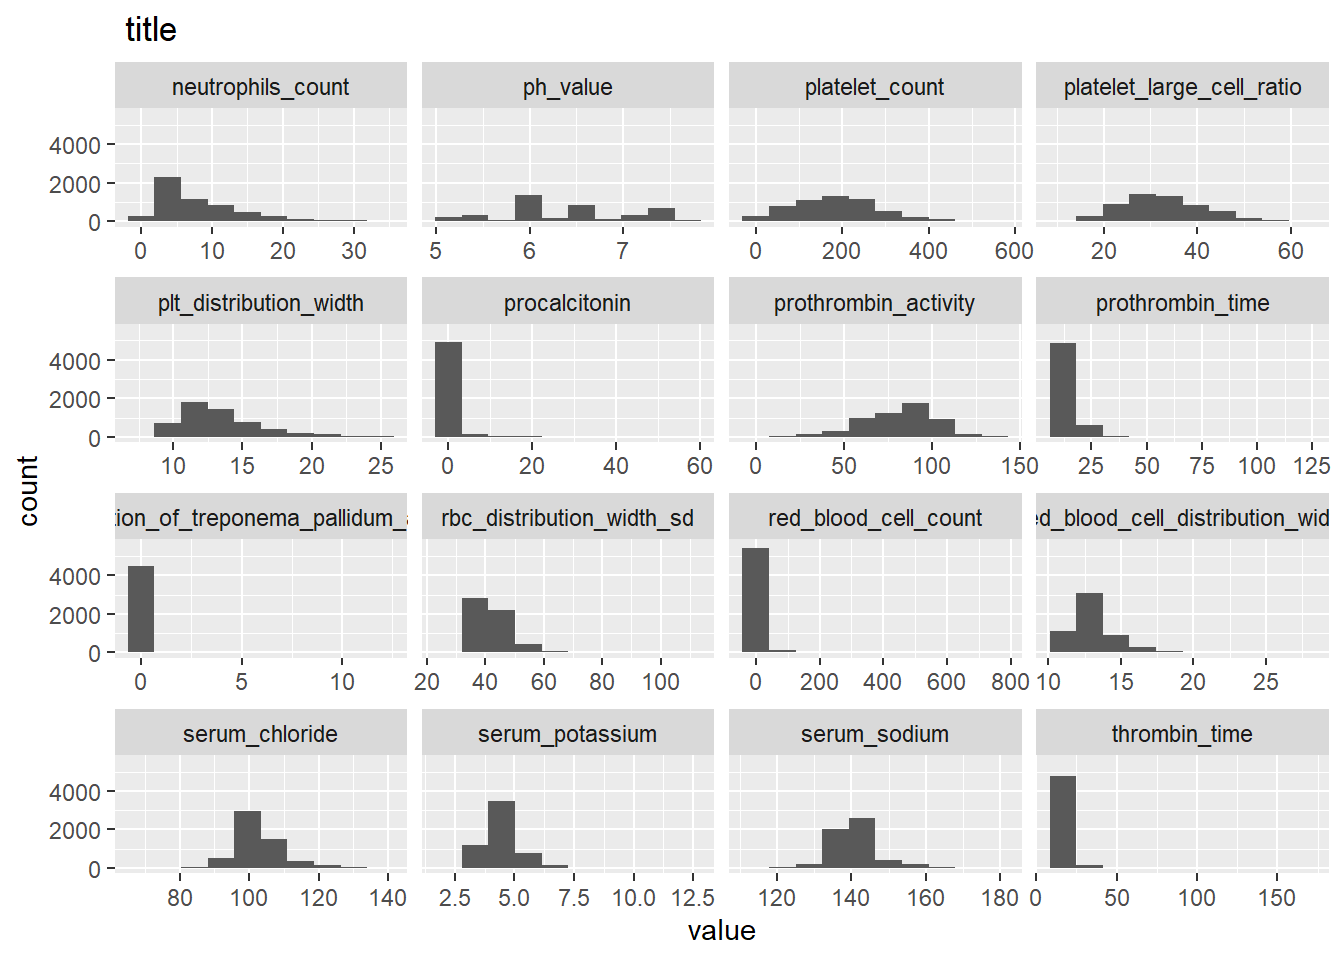 title
neutrophils_count ph_value platelet_count platelet_large_cell_ratio
4000
2000
0
0 10 20 30 5 6 7 0 200 400 600 20 40 60
plt_distribution_width procalcitonin prothrombin_activity prothrombin_time
4000
2000
0
10 15 20 25 0 20 40 60 0 50 100 150 25 50 75 100 125
tion_of_treponema_pallidum_a rbc_distribution_width_sd red_blood_cell_count ed_blood_cell_distribution_wid
4000
2000
0
0 5 10 20 40 60 80 100 0 200 400 600 800 10 15 20 25
serum_chloride serum_potassium serum_sodium thrombin_time
4000
2000
0
80 100 120 140 2.5 5.0 7.5 10.0 12.5 120 140 160 180 0 50 100 150
count
value